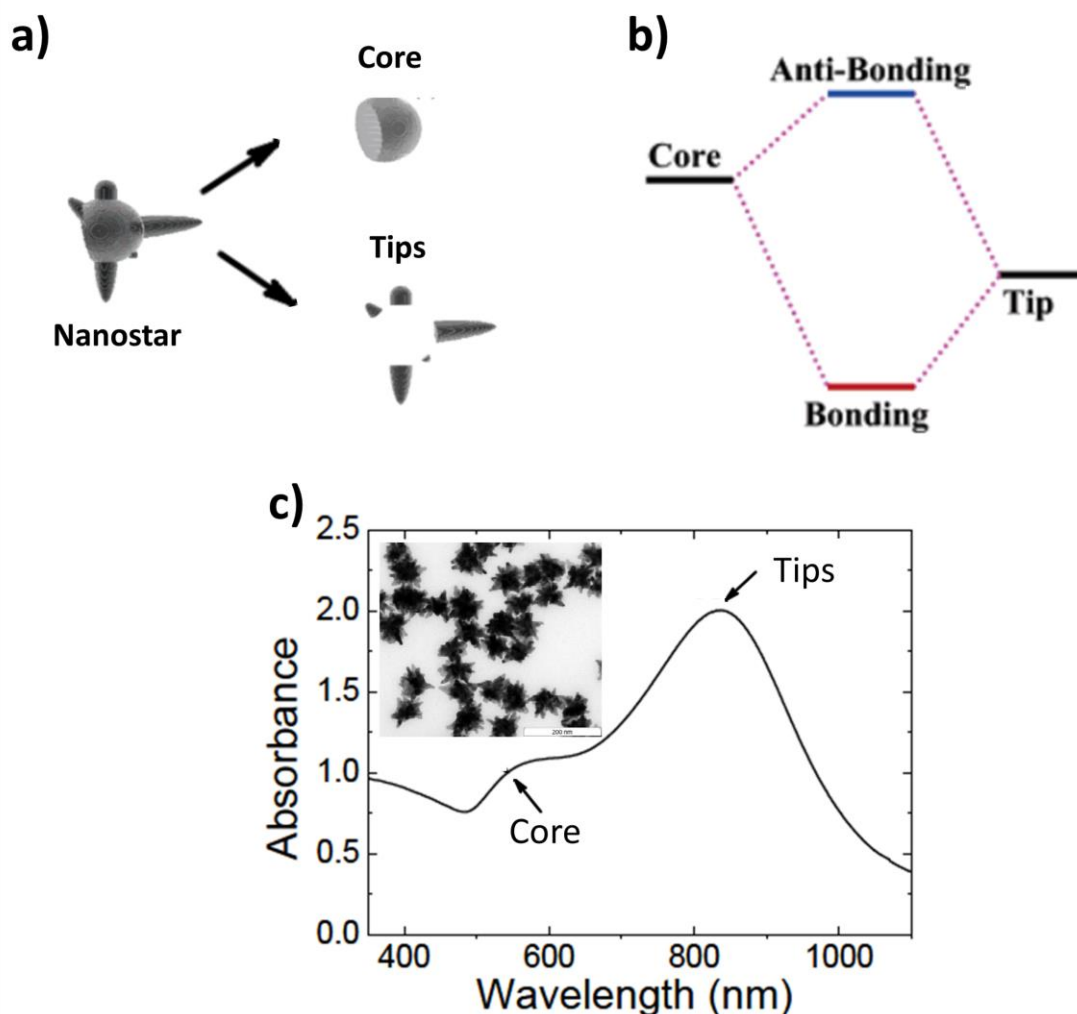 a)
Core
Tips
Nanostar
b)
Anti-Bonding
Core
Tip
Bonding
c)
2.5
2.0
1.5
1.0
0.5
0.0
Absorbance
Tips
Core
200 nm
400 600 800 1000
Wavelength (nm)